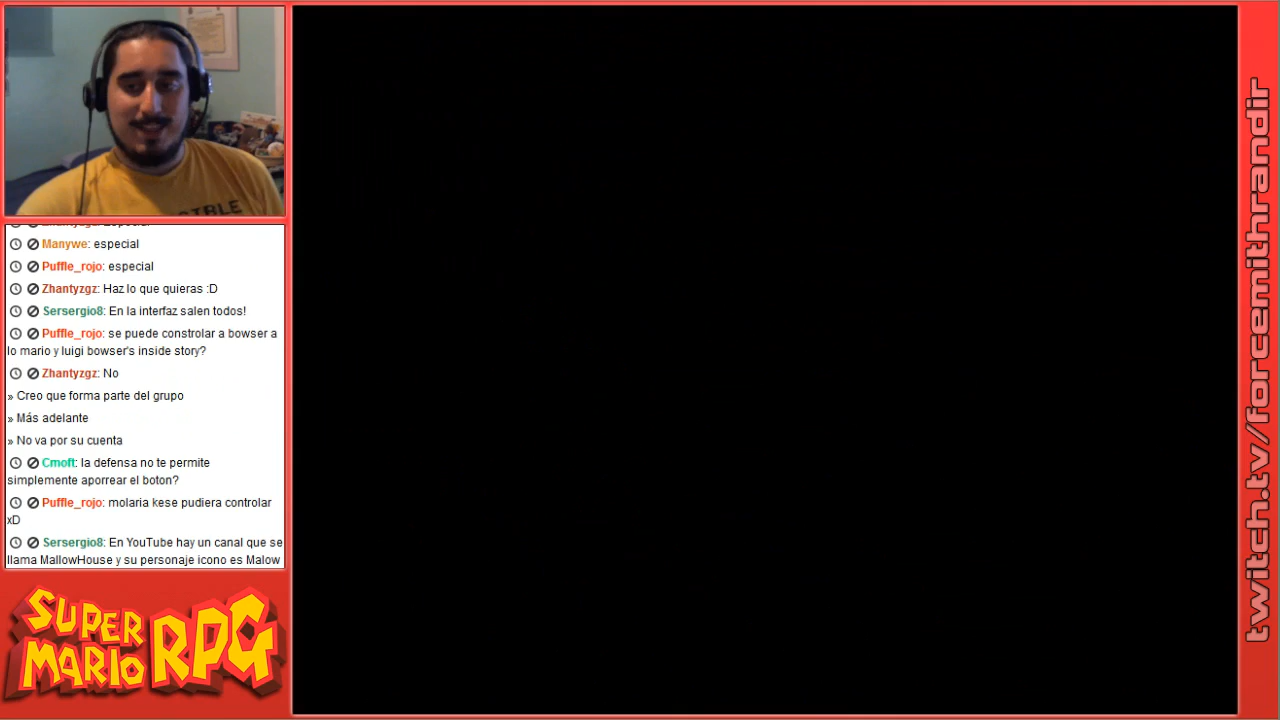 Manywe: especial
Puffle_rojo: especial
Zhantyzgz: Haz lo que quieras :D
Sersergio8: En la interfaz salen todos!
Puffle_rojo: se puede constrolar a bowser a
lo mario y luigi bowser's inside story?
Zhantyzgz: No
» Creo que forma parte del grupo
» Más adelante
» No va por su cuenta
Cmoft: la defensa no te permite
simplemente aporrear el boton?
Puffle_rojo: molaria kese pudiera controlar
xD
Sersergio8: En YouTube hay un canal que se
llama MallowHouse y su personaje icono es Malow
SUPER
MARIO
RPG
twitch.tv/forcemithrandir